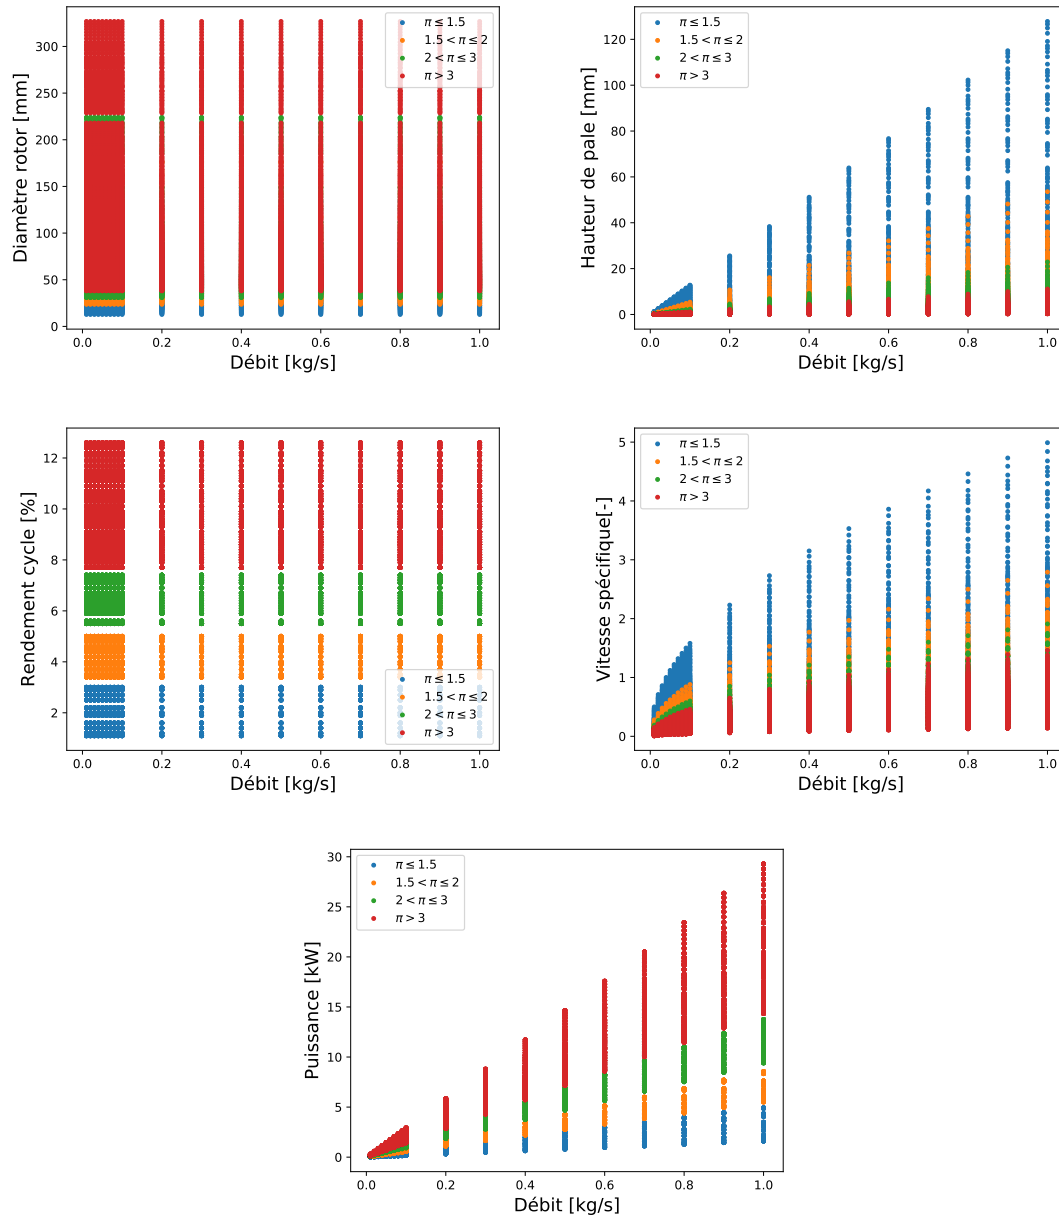 π ≤ 1.5
1.5 < π ≤ 2
2 < π ≤ 3
π > 3
300
250
200
150
100
50
0
Diamètre rotor [mm]
0.0 0.2 0.4 0.6 0.8 1.0
Débit [kg/s]
π ≤ 1.5
1.5 < π ≤ 2
2 < π ≤ 3
π > 3
120
100
80
60
40
20
0
Hauteur de pale [mm]
0.0 0.2 0.4 0.6 0.8 1.0
Débit [kg/s]
12
10
8
6
4
2
Rendement cycle [%]
π ≤ 1.5
1.5 < π ≤ 2
2 < π ≤ 3
π > 3
0.0 0.2 0.4 0.6 0.8 1.0
Débit [kg/s]
π ≤ 1.5
1.5 < π ≤ 2
2 < π ≤ 3
π > 3
5
4
3
2
1
0
Vitesse spécifique[-]
0.0 0.2 0.4 0.6 0.8 1.0
Débit [kg/s]
π ≤ 1.5
1.5 < π ≤ 2
2 < π ≤ 3
π > 3
30
25
20
15
10
5
0
Puissance [kW]
0.0 0.2 0.4 0.6 0.8 1.0
Débit [kg/s]